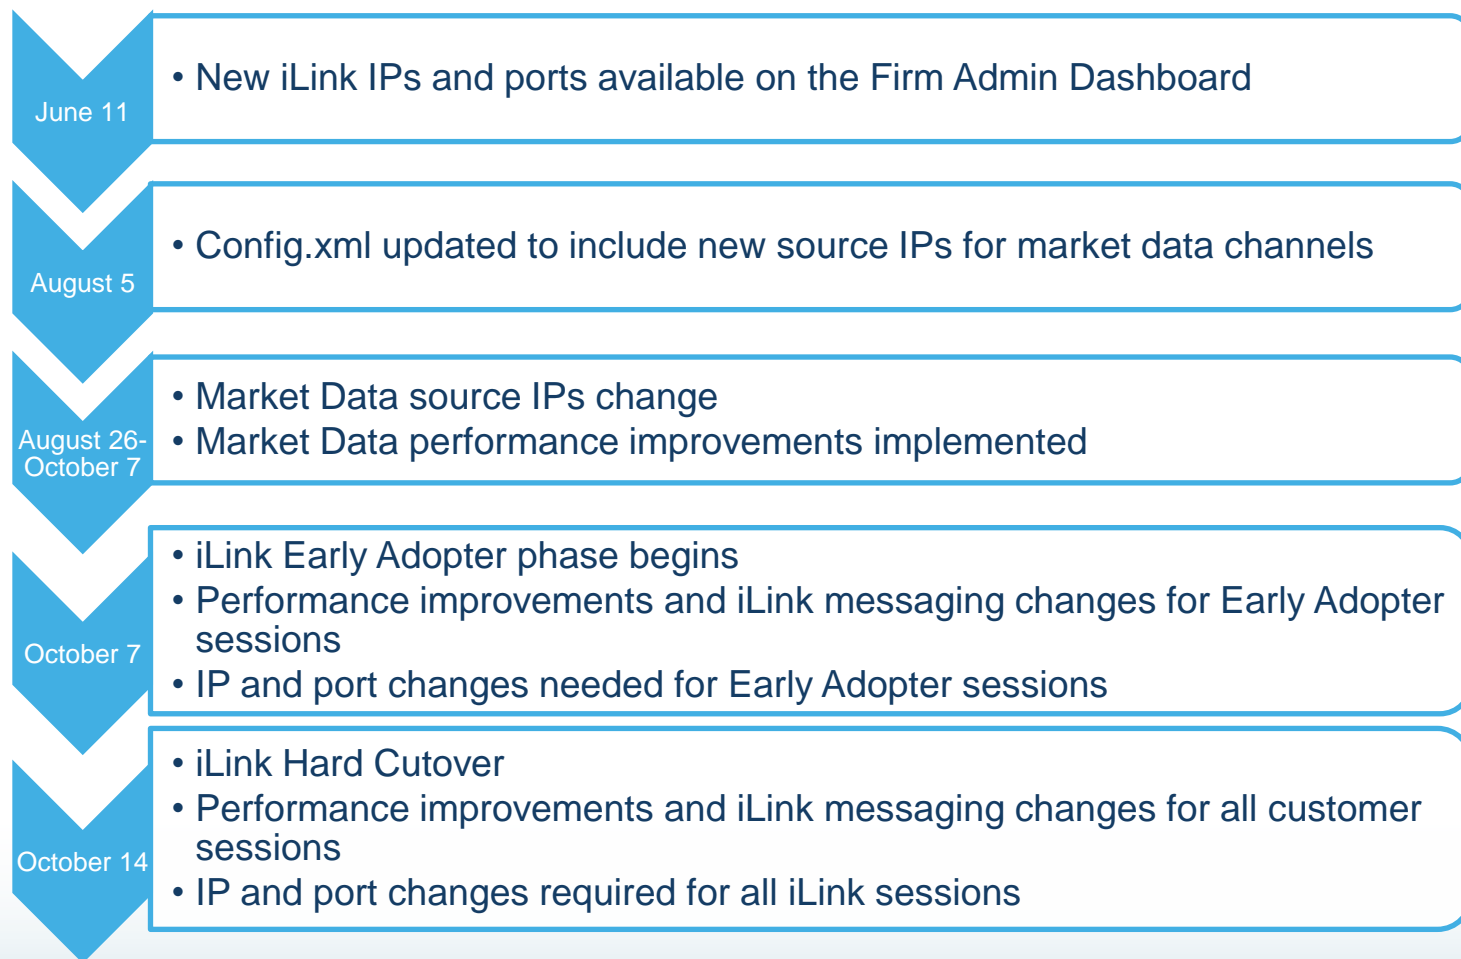 June 11
• New iLink IPs and ports available on the Firm Admin Dashboard
August 5
• Config.xml updated to include new source IPs for market data channels
August 26-
October 7
• Market Data source IPs change
• Market Data performance improvements implemented
October 7
• iLink Early Adopter phase begins
• Performance improvements and iLink messaging changes for Early Adopter
sessions
• IP and port changes needed for Early Adopter sessions
October 14
• iLink Hard Cutover
• Performance improvements and iLink messaging changes for all customer
sessions
• IP and port changes required for all iLink sessions